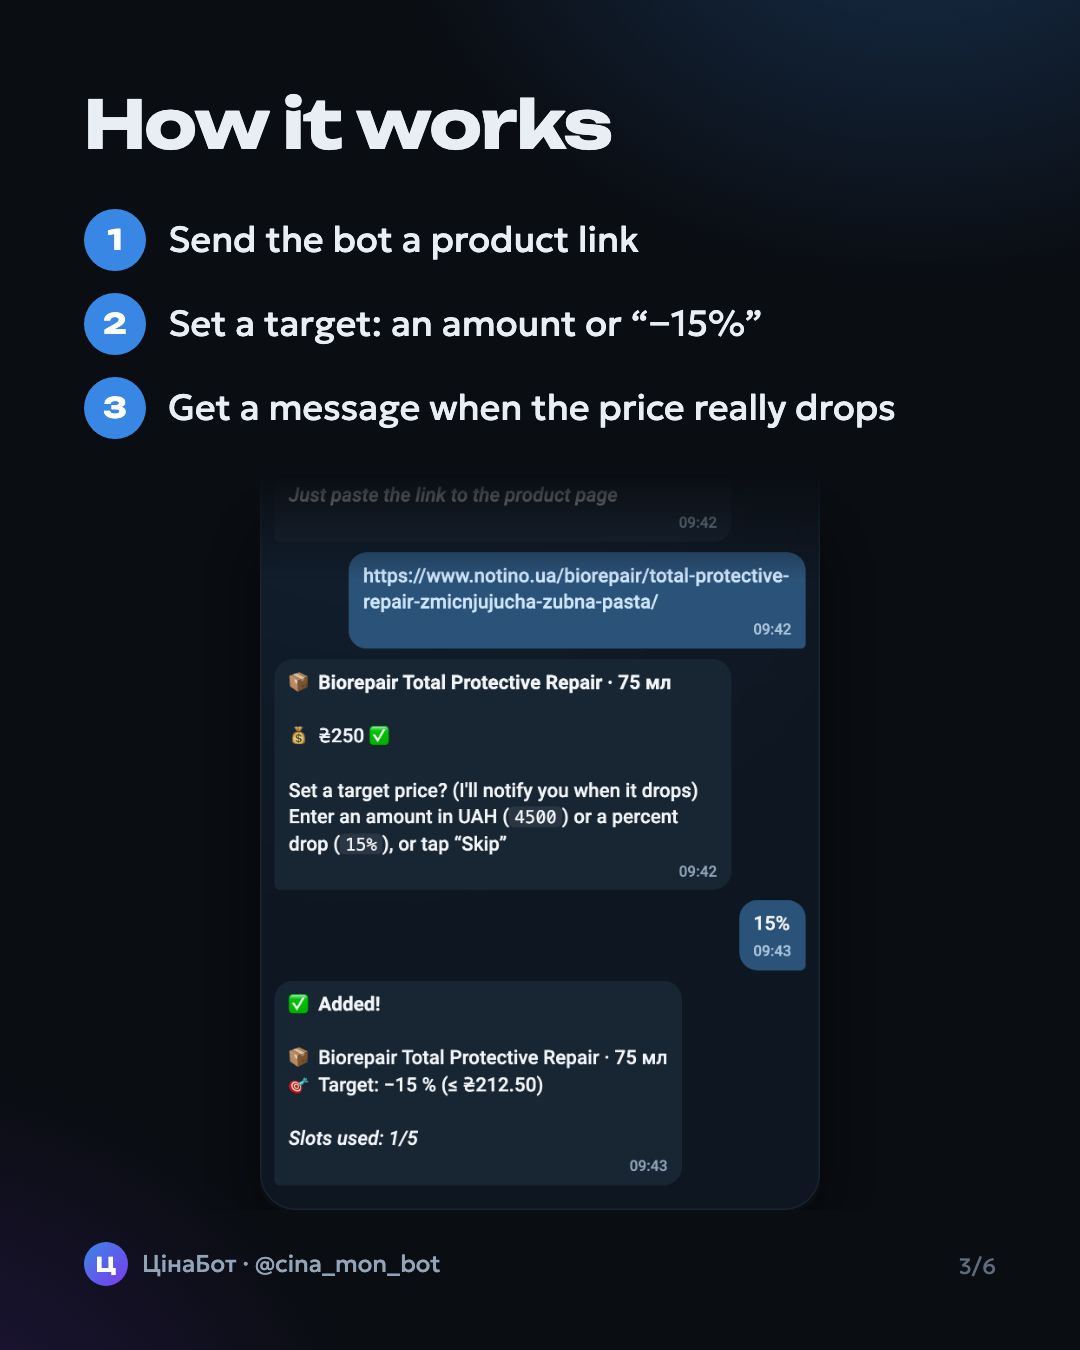 How it works
1 Send the bot a product link
2 Set a target: an amount or “−15%”
3 Get a message when the price really drops
Just paste the link to the product page
09:42
https://www.notino.ua/biorepair/total-protective-
repair-zmicnjujucha-zubna-pasta/
09:42
📦 Biorepair Total Protective Repair · 75 мл
💰 ₴250 ✅
Set a target price? (I'll notify you when it drops)
Enter an amount in UAH ( 4500 ) or a percent
drop ( 15% ), or tap “Skip”
09:42
15%
09:43
✅ Added!
📦 Biorepair Total Protective Repair · 75 мл
🎯 Target: −15 % (≤ ₴212.50)
Slots used: 1/5
09:43
Ц ЦінаБот · @cina_mon_bot
3/6